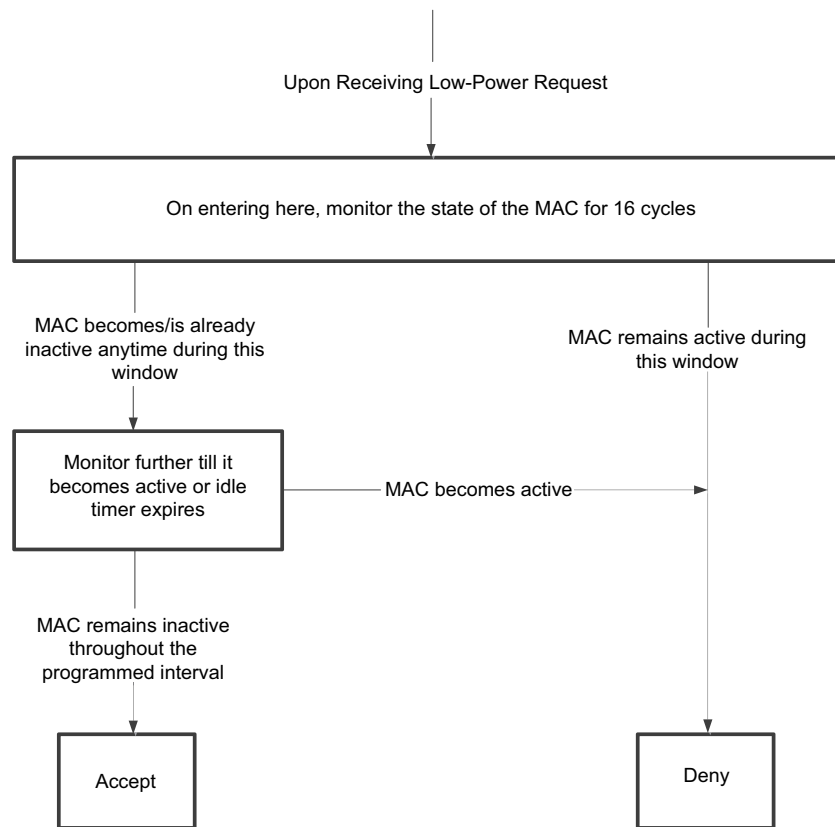 Upon Receiving Low-Power Request
On entering here, monitor the state of the MAC for 16 cycles
MAC becomes/is already
inactive anytime during this
window
MAC remains active during
this window
Monitor further till it
becomes active or idle
timer expires
MAC becomes active
MAC remains inactive
throughout the
programmed interval
Accept
Deny